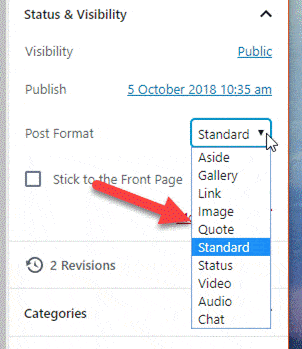 Status & Visibility
Visibility Public
Publish 5 October 2018 10:35 am
Post Format Standard
Aside
Gallery
Stick to the Front Page
Link
Image
Quote
Standard
2 Revisions
Status
Video
Audio
Categories
Chat